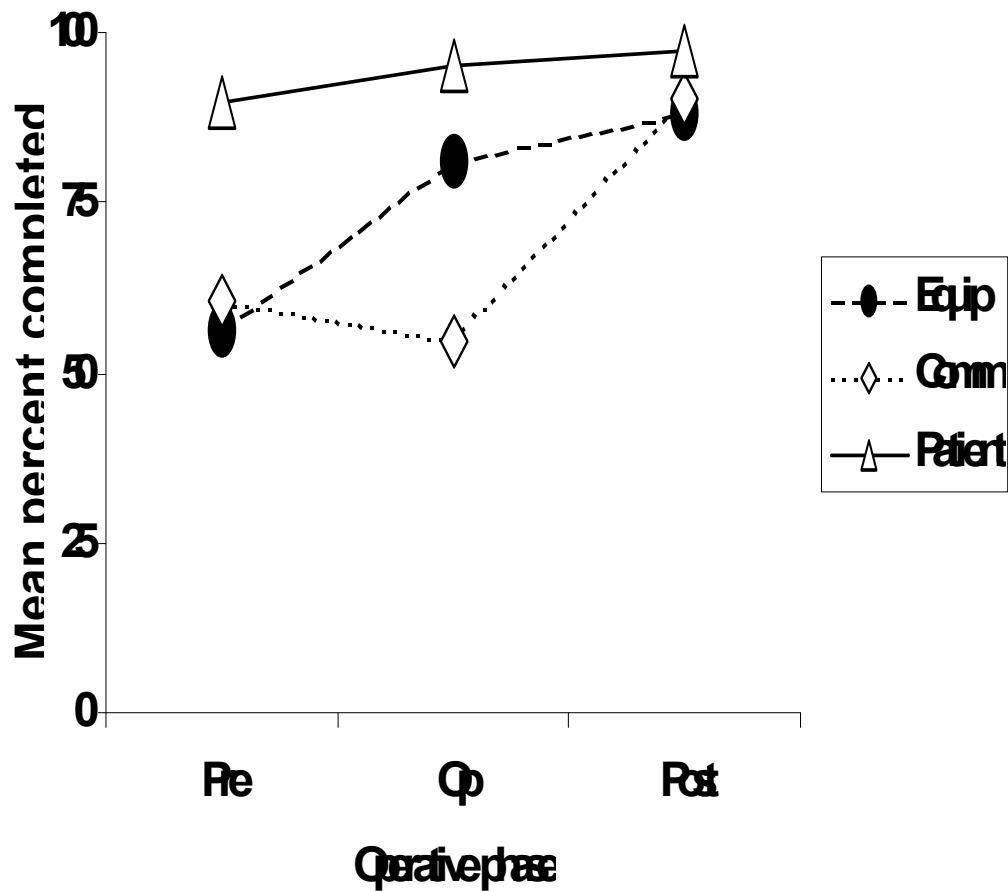 Mean percent completed
100
75
50
25
0
Pre
Op
Post
Operative phase
Equip
Comm
Patient